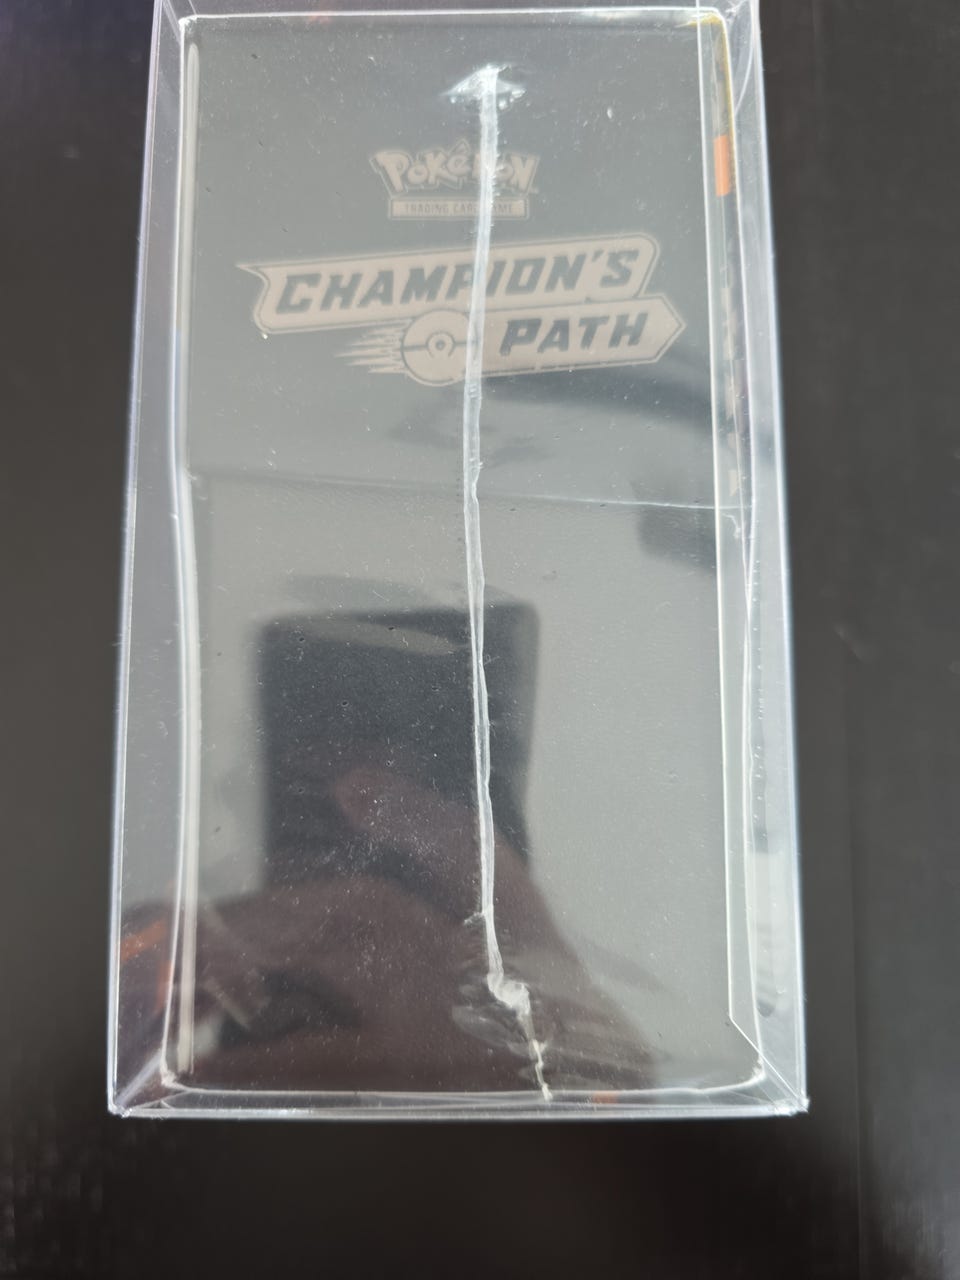 Pokémon
TRADING CARD GAME
CHAMPION'S
PATH